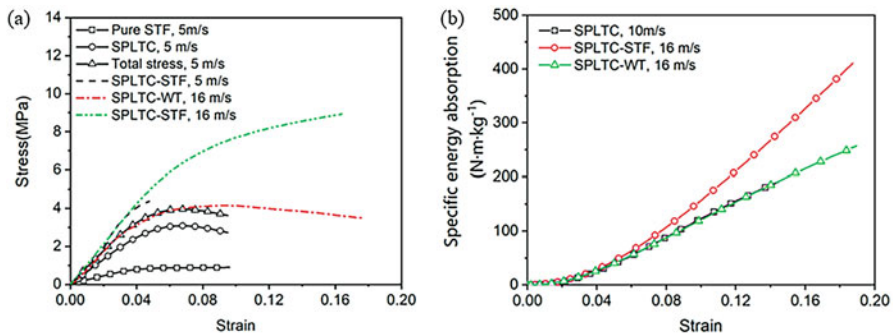 (a)
14
12
10
8
6
4
2
0
Stress(MPa)
Pure STF, 5m/s
SPLTC, 5 m/s
Total stress, 5 m/s
SPLTC-STF, 5 m/s
SPLTC-WT, 16 m/s
SPLTC-STF, 16 m/s
0.00 0.04 0.08 0.12 0.16 0.20
Strain
(b)
500
400
300
200
100
0
Specific energy absorption
(N·m·kg-1)
SPLTC, 10m/s
SPLTC-STF, 16 m/s
SPLTC-WT, 16 m/s
0.00 0.04 0.08 0.12 0.16 0.20
Strain